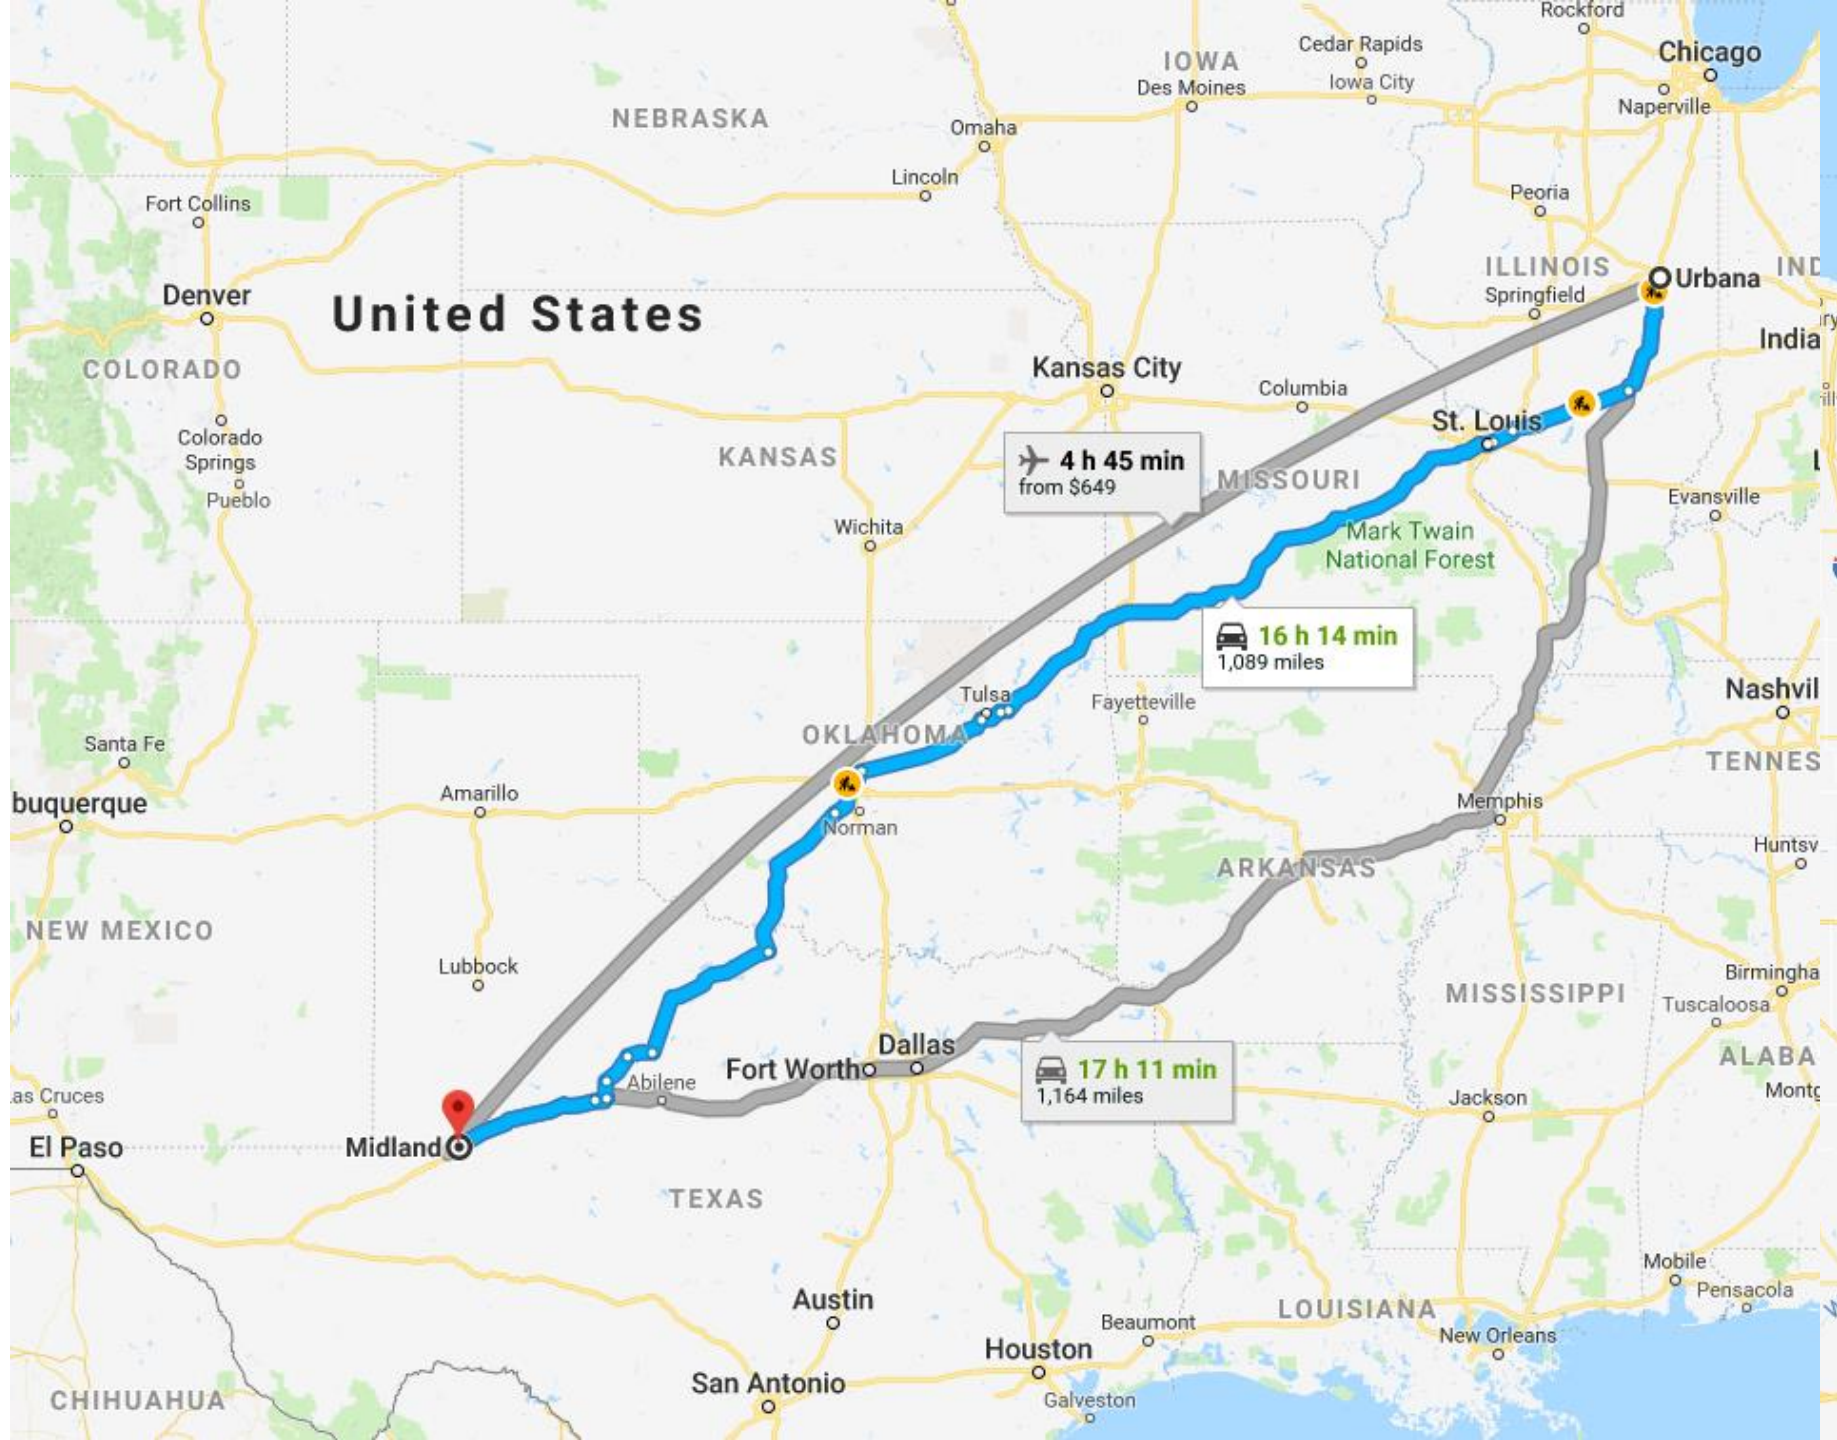 Rockford
Chicago
Cedar Rapids
IOWA
Des Moines
Iowa City
Naperville
NEBRASKA
Omaha
Lincoln
Peoria
Fort Collins
ILLINOIS
IND
Urbana
Springfield
Denver
United States
India
COLORADO
Kansas City
Columbia
St. Louis
Colorado
Springs
Pueblo
KANSAS
4 h 45 min
from $649
MISSOURI
Evansville
Wichita
Mark Twain
National Forest
16 h 14 min
1,089 miles
Tulsa
Fayetteville
Nashvil
OKLAHOMA
Santa Fe
TENNES
Amarillo
buquerque
Memphis
Norman
Huntsv
ARKANSAS
NEW MEXICO
Lubbock
Birmingha
MISSISSIPPI
Tuscaloosa
Dallas
Fort Worth
17 h 11 min
1,164 miles
ALABA
Abilene
as Cruces
Jackson
Montg
Midland
El Paso
TEXAS
Mobile
Pensacola
Austin
LOUISIANA
Beaumont
New Orleans
Houston
San Antonio
CHIHUAHUA
Galveston